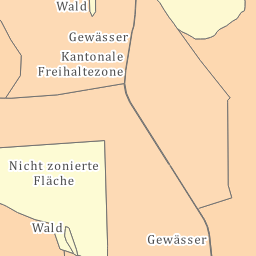 Wald
Gewässer
Kantonale
Freihaltezone
Nicht zonierte
Fläche
Wald
Gewässer